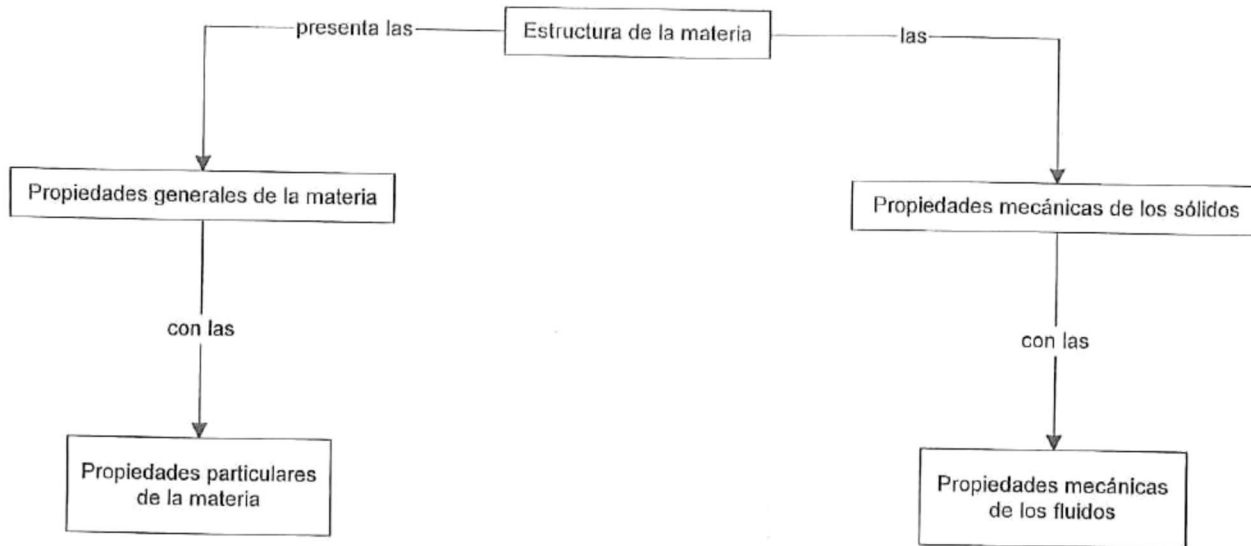 presenta las
Estructura de la materia
las
Propiedades generales de la materia
Propiedades mecánicas de los sólidos
con las
con las
Propiedades particulares
de la materia
Propiedades mecánicas
de los fluidos